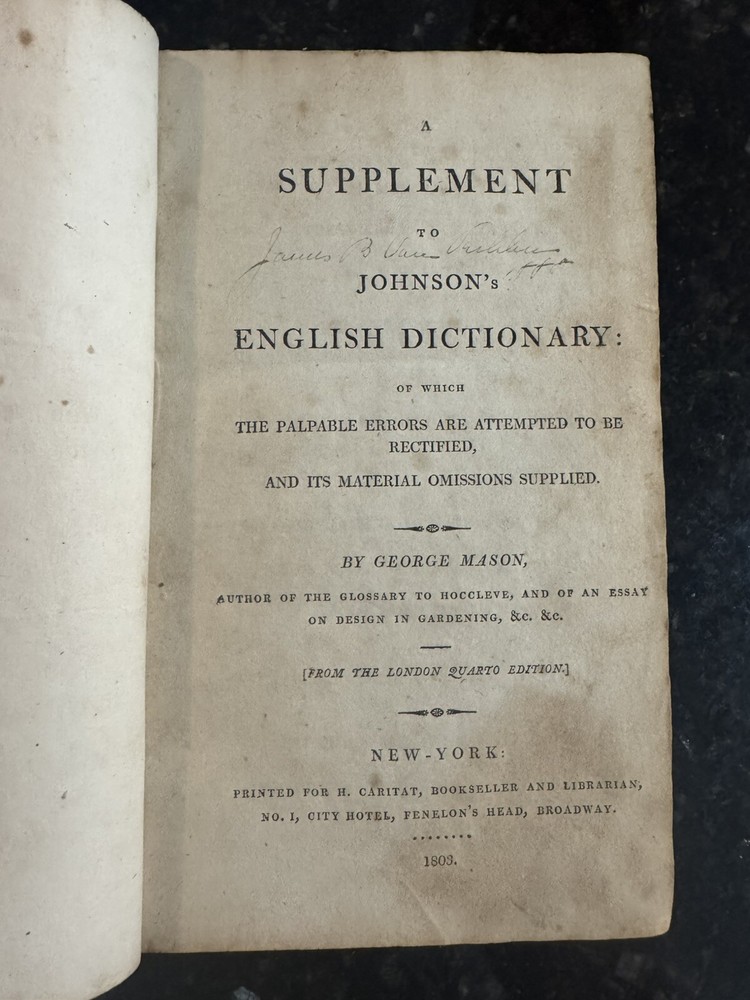 A
SUPPLEMENT
TO
James B Van
JOHNSON's
ENGLISH DICTIONARY:
OF WHICH
THE PALPABLE ERRORS ARE ATTEMPTED TO BE
RECTIFIED,
AND ITS MATERIAL OMISSIONS SUPPLIED.
BY GEORGE MASON,
AUTHOR OF THE GLOSSARY TO HOCCLEVE, AND OF AN ESSAY
ON DESIGN IN GARDENING, &c. &c.
[FROM THE LONDON QUARTO EDITION.]
NEW-YORK:
PRINTED FOR H. CARITAT, BOOKSELLER AND LIBRARIAN,
NO. 1, CITY HOTEL, FENELON'S HEAD, BROADWAY.
1803.